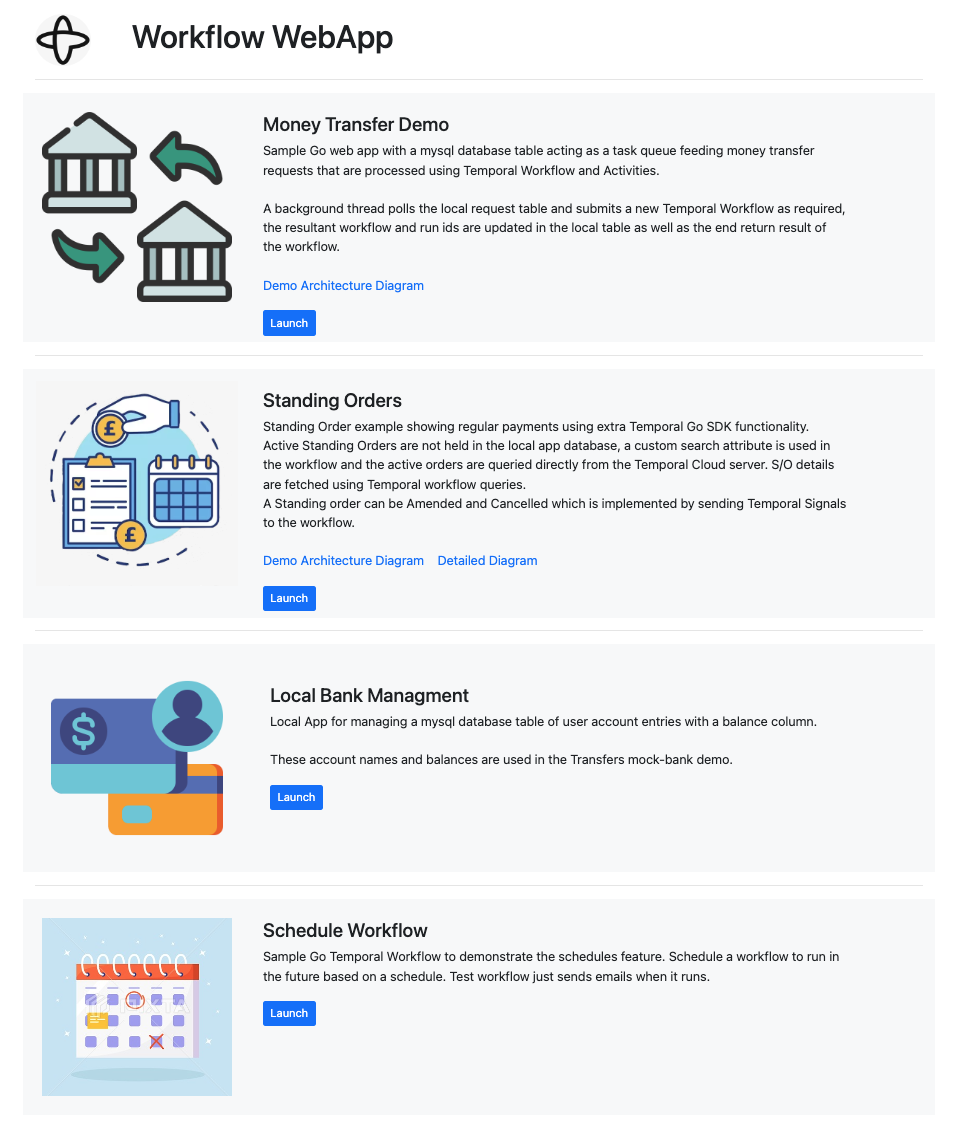 Workflow WebApp
Money Transfer Demo
Sample Go web app with a mysql database table acting as a task queue feeding money transfer
requests that are processed using Temporal Workflow and Activities.
A background thread polls the local request table and submits a new Temporal Workflow as required,
the resultant workflow and run ids are updated in the local table as well as the end return result of
the workflow.
Demo Architecture Diagram
Launch
£
£
Standing Orders
Standing Order example showing regular payments using extra Temporal Go SDK functionality.
Active Standing Orders are not held in the local app database, a custom search attribute is used in
the workflow and the active orders are queried directly from the Temporal Cloud server. S/O details
are fetched using Temporal workflow queries.
A Standing order can be Amended and Cancelled which is implemented by sending Temporal Signals
to the workflow.
Demo Architecture Diagram Detailed Diagram
Launch
$
Local Bank Managment
Local App for managing a mysql database table of user account entries with a balance column.
These account names and balances are used in the Transfers mock-bank demo.
Launch
Schedule Workflow
Sample Go Temporal Workflow to demonstrate the schedules feature. Schedule a workflow to run in
the future based on a schedule. Test workflow just sends emails when it runs.
Launch